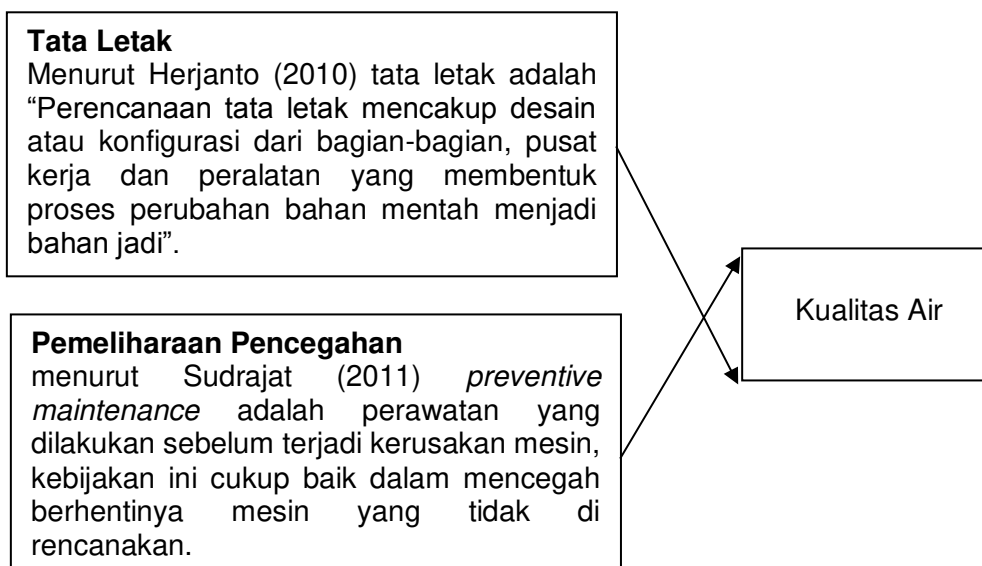 Tata Letak
Menurut Herjanto (2010) tata letak adalah
“Perencanaan tata letak mencakup desain
atau konfigurasi dari bagian-bagian, pusat
kerja dan peralatan yang membentuk
proses perubahan bahan mentah menjadi
bahan jadi”.
Pemeliharaan Pencegahan
menurut Sudrajat (2011) preventive
maintenance adalah perawatan yang
dilakukan sebelum terjadi kerusakan mesin,
kebijakan ini cukup baik dalam mencegah
berhentinya mesin yang tidak di
rencanakan.
Kualitas Air